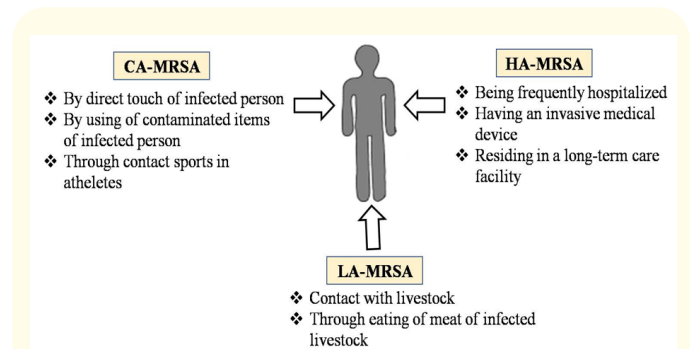 CA-MRSA
❖ By direct touch of infected person
❖ By using of contaminated items
of infected person
❖ Through contact sports in
atheletes
HA-MRSA
❖ Being frequently hospitalized
❖ Having an invasive medical
device
❖ Residing in a long-term care
facility
LA-MRSA
❖ Contact with livestock
❖ Through eating of meat of infected
livestock